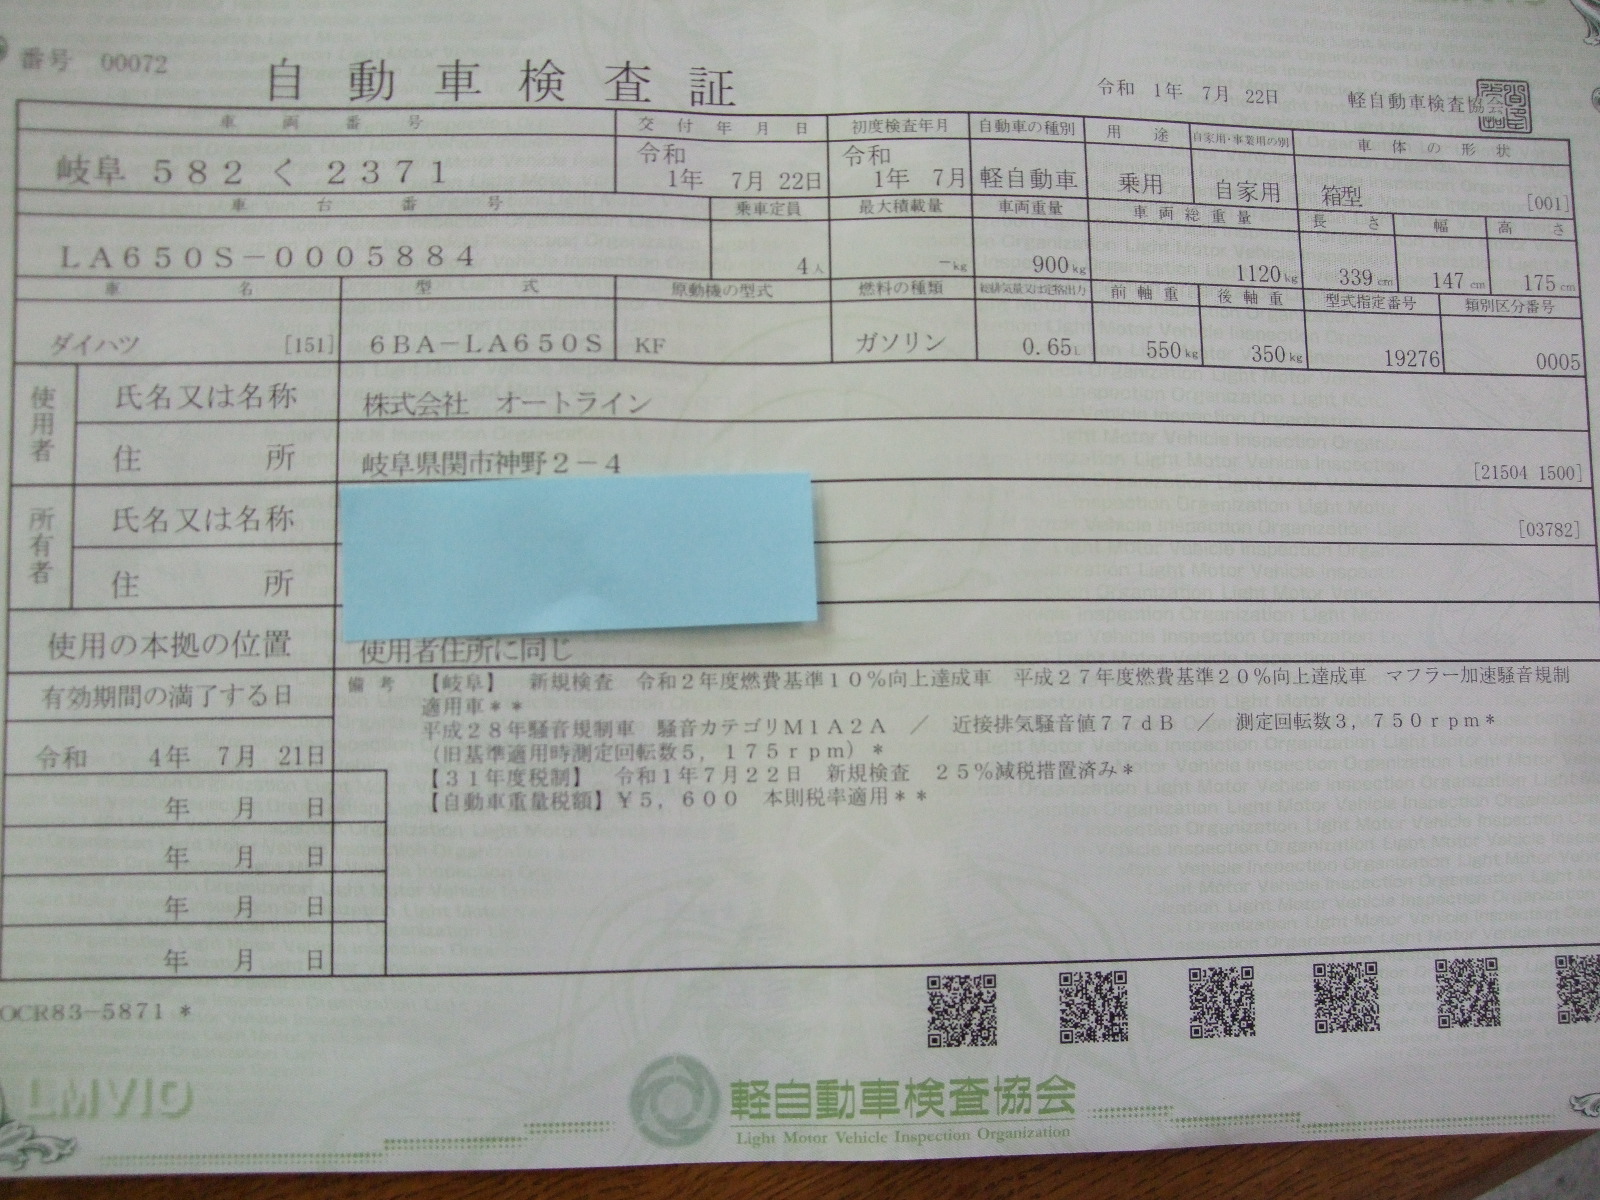 番号 00072
自動車検査証
令和 1年 7月 22日 軽自動車検査協会
車両番号 交付年月日 初度検査年月 自動車の種別 用途 自家用・事業用の別 車体の形状
岐阜 582 く 2371 令和 1年 7月 22日 令和 1年 7月 軽自動車 乗用 自家用 箱型 [001]
車台番号 乗車定員 最大積載量 車両重量 車両総重量 長さ 幅 高さ
LA650S-0005884 4人 -kg 900kg 1120kg 339cm 147cm 175cm
車名 型式 原動機の型式 燃料の種類 総排気量又は定格出力 前軸重 後軸重 型式指定番号 類別区分番号
ダイハツ [151] 6BA-LA650S KF ガソリン 0.65L 550kg 350kg 19276 0005
使用者 氏名又は名称 株式会社 オートライン
住所 岐阜県関市神野2-4 [21504 1500]
所有者 氏名又は名称 [03782]
住所
使用の本拠の位置 使用者住所に同じ
有効期間の満了する日
令和 4年 7月 21日
年 月 日
年 月 日
年 月 日
年 月 日
備考 【岐阜】 新規検査 令和2年度燃費基準10%向上達成車 平成27年度燃費基準20%向上達成車 マフラー加速騒音規制
適用車**
平成28年騒音規制車 騒音カテゴリM1A2A / 近接排気騒音値77dB / 測定回転数3,750rpm*
(旧基準適用時測定回転数5,175rpm)*
【31年度税制】 令和1年7月22日 新規検査 25%減税措置済み*
【自動車重量税額】¥5,600 本則税率適用**
OCR83-5871 *
LMVIO
軽自動車検査協会
Light Motor Vehicle Inspection Organization